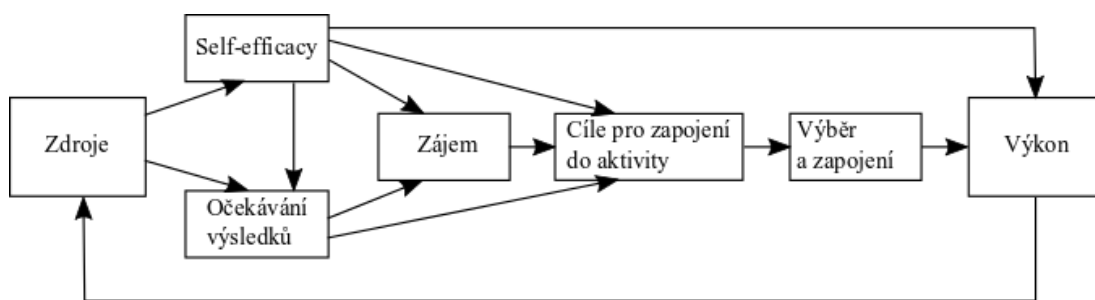 Self-efficacy
Zdroje
Očekávání
výsledků
Zájem
Cíle pro zapojení
do aktivity
Výběr
a zapojení
Výkon